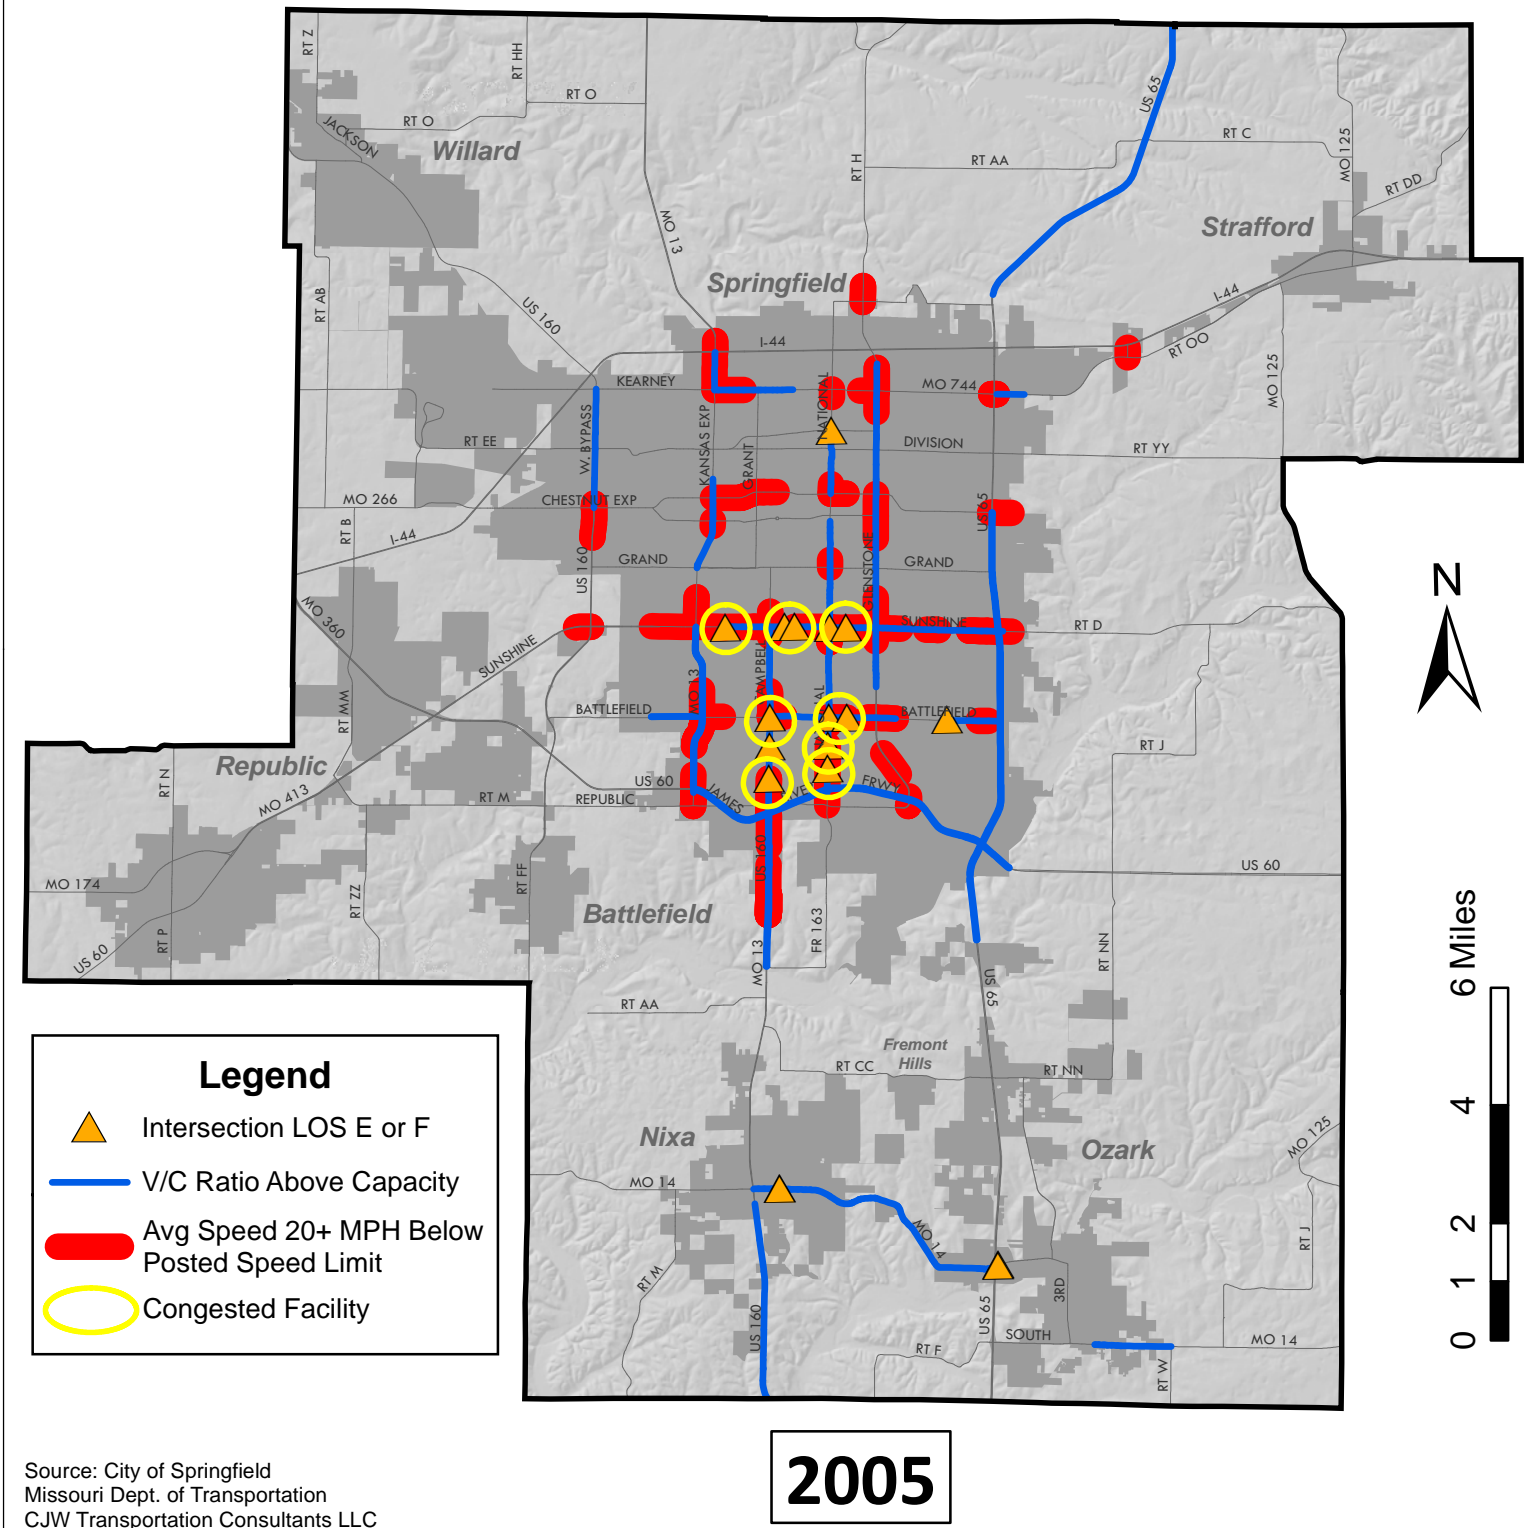 RT Z
RT HH
RT O
RT O
JACKSON
Willard
MO 13
RT H
RT AA
US 65
RT C
MO 125
RT DD
Strafford
Springfield
RT AB
US 160
I-44
I-44
RT OO
MO 125
KEARNEY
NATIONAL
MO 744
W. BYPASS
KANSAS EXP
GRANT
RT EE
DIVISION
RT YY
MO 266
CHESTNUT EXP
US 65
RT B
I-44
US 160
GRAND
GLENSTONE
GRAND
MO 360
SUNSHINE
SUNSHINE
RT D
RT MM
MO 13
BATTLEFIELD
BATTLEFIELD
RT J
Republic
RT N
MO 413
RT M
US 60
REPUBLIC
JAMES
FRWY
US 160
US 60
MO 174
RT ZZ
RT FF
Battlefield
US 60
RT P
MO 13
FR 163
US 65
RT NN
RT AA
Fremont
Hills
RT CC
RT NN
Nixa
Ozark
MO 125
MO 14
MO 14
RT M
US 160
US 65
3RD
RT J
SOUTH
RT F
RT W
MO 14
N
0 1 2 4 6 Miles
Legend
Intersection LOS E or F
V/C Ratio Above Capacity
Avg Speed 20+ MPH Below
Posted Speed Limit
Congested Facility
2005
Source: City of Springfield
Missouri Dept. of Transportation
CJW Transportation Consultants LLC